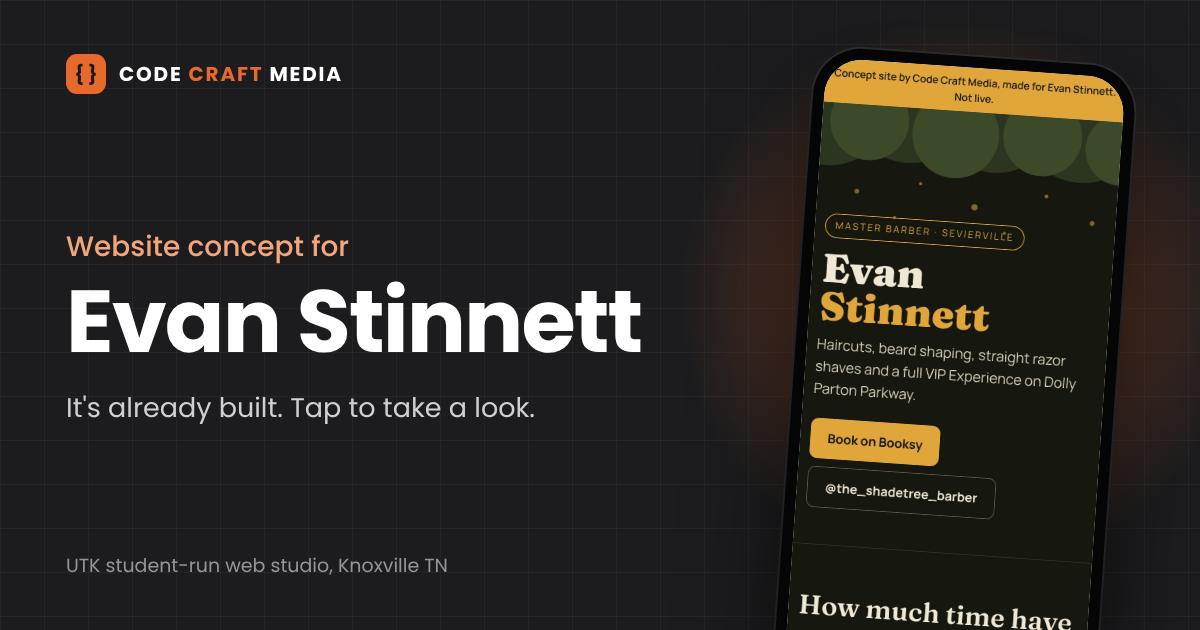 { }
CODE CRAFT MEDIA
Website concept for
Evan Stinnett
It's already built. Tap to take a look.
UTK student-run web studio, Knoxville TN
Concept site by Code Craft Media, made for Evan Stinnett.
Not live.
MASTER BARBER · SEVIERVILLE
Evan
Stinnett
Haircuts, beard shaping, straight razor
shaves and a full VIP Experience on Dolly
Parton Parkway.
Book on Booksy
@the_shadetree_barber
How much time have